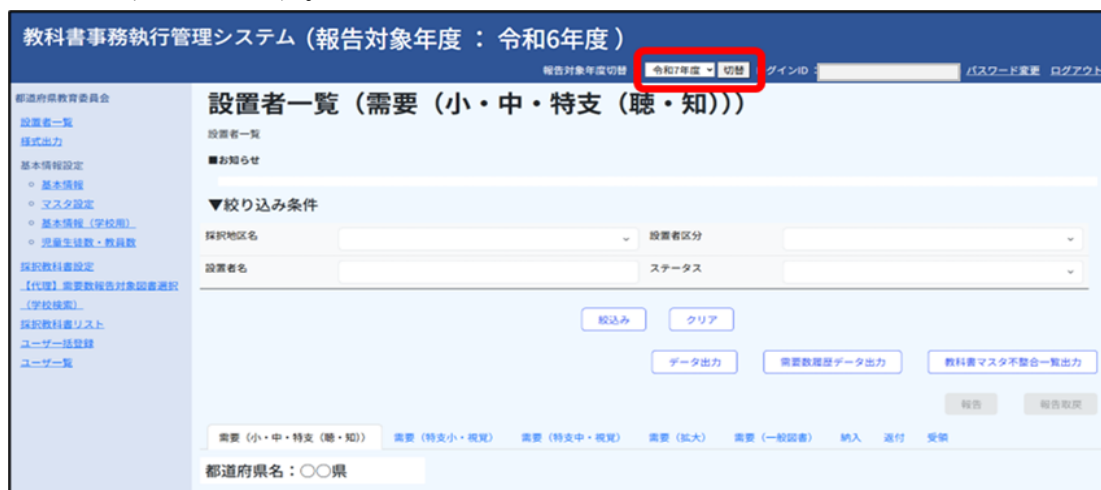 教科書事務執行管理システム (報告対象年度 ： 令和6年度 )
報告対象年度切替 令和7年度 切替 グインID： パスワード変更 ログアウト
都道府県教育委員会
設置者一覧
様式出力
基本情報設定
基本情報
マスタ設定
基本情報（学校用）
児童生徒数・教員数
採択教科書設定
【代理】需要数報告対象図書選択
（学校検索）
採択教科書リスト
ユーザ一括登録
ユーザ一覧
設置者一覧（需要（小・中・特支（聴・知）））
設置者一覧
■お知らせ
▼絞り込み条件
採択地区名 設置者区分
設置者名 ステータス
絞込み クリア
データ出力 需要数履歴データ出力 教科書マスタ不整合一覧出力
報告 報告取戻
需要（小・中・特支（聴・知）） 需要（特支小・視覚） 需要（特支中・視覚） 需要（拡大） 需要（一般図書） 納入 返付 受領
都道府県名：○○県